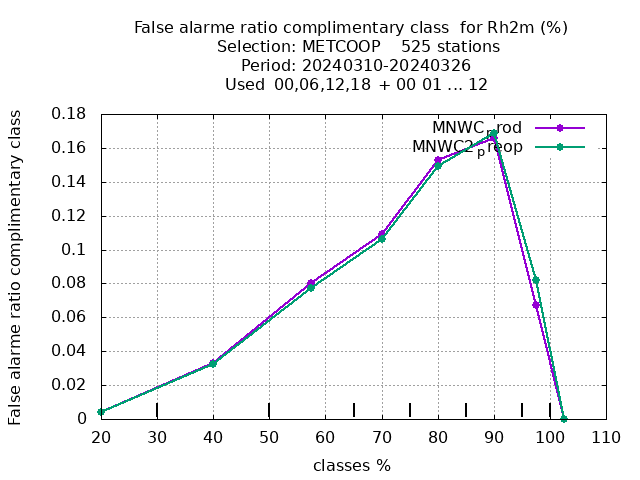 False alarme ratio complimentary class  for Rh2m (%)
Selection: METCOOP    525 stations
Period: 20240310-20240326
Used  00,06,12,18 + 00 01 ... 12
False alarme ratio complimentary class
0.18
0.16
0.14
0.12
0.1
0.08
0.06
0.04
0.02
0
MNWCprod
MNWC2preop
20 30 40 50 60 70 80 90 100 110
classes %